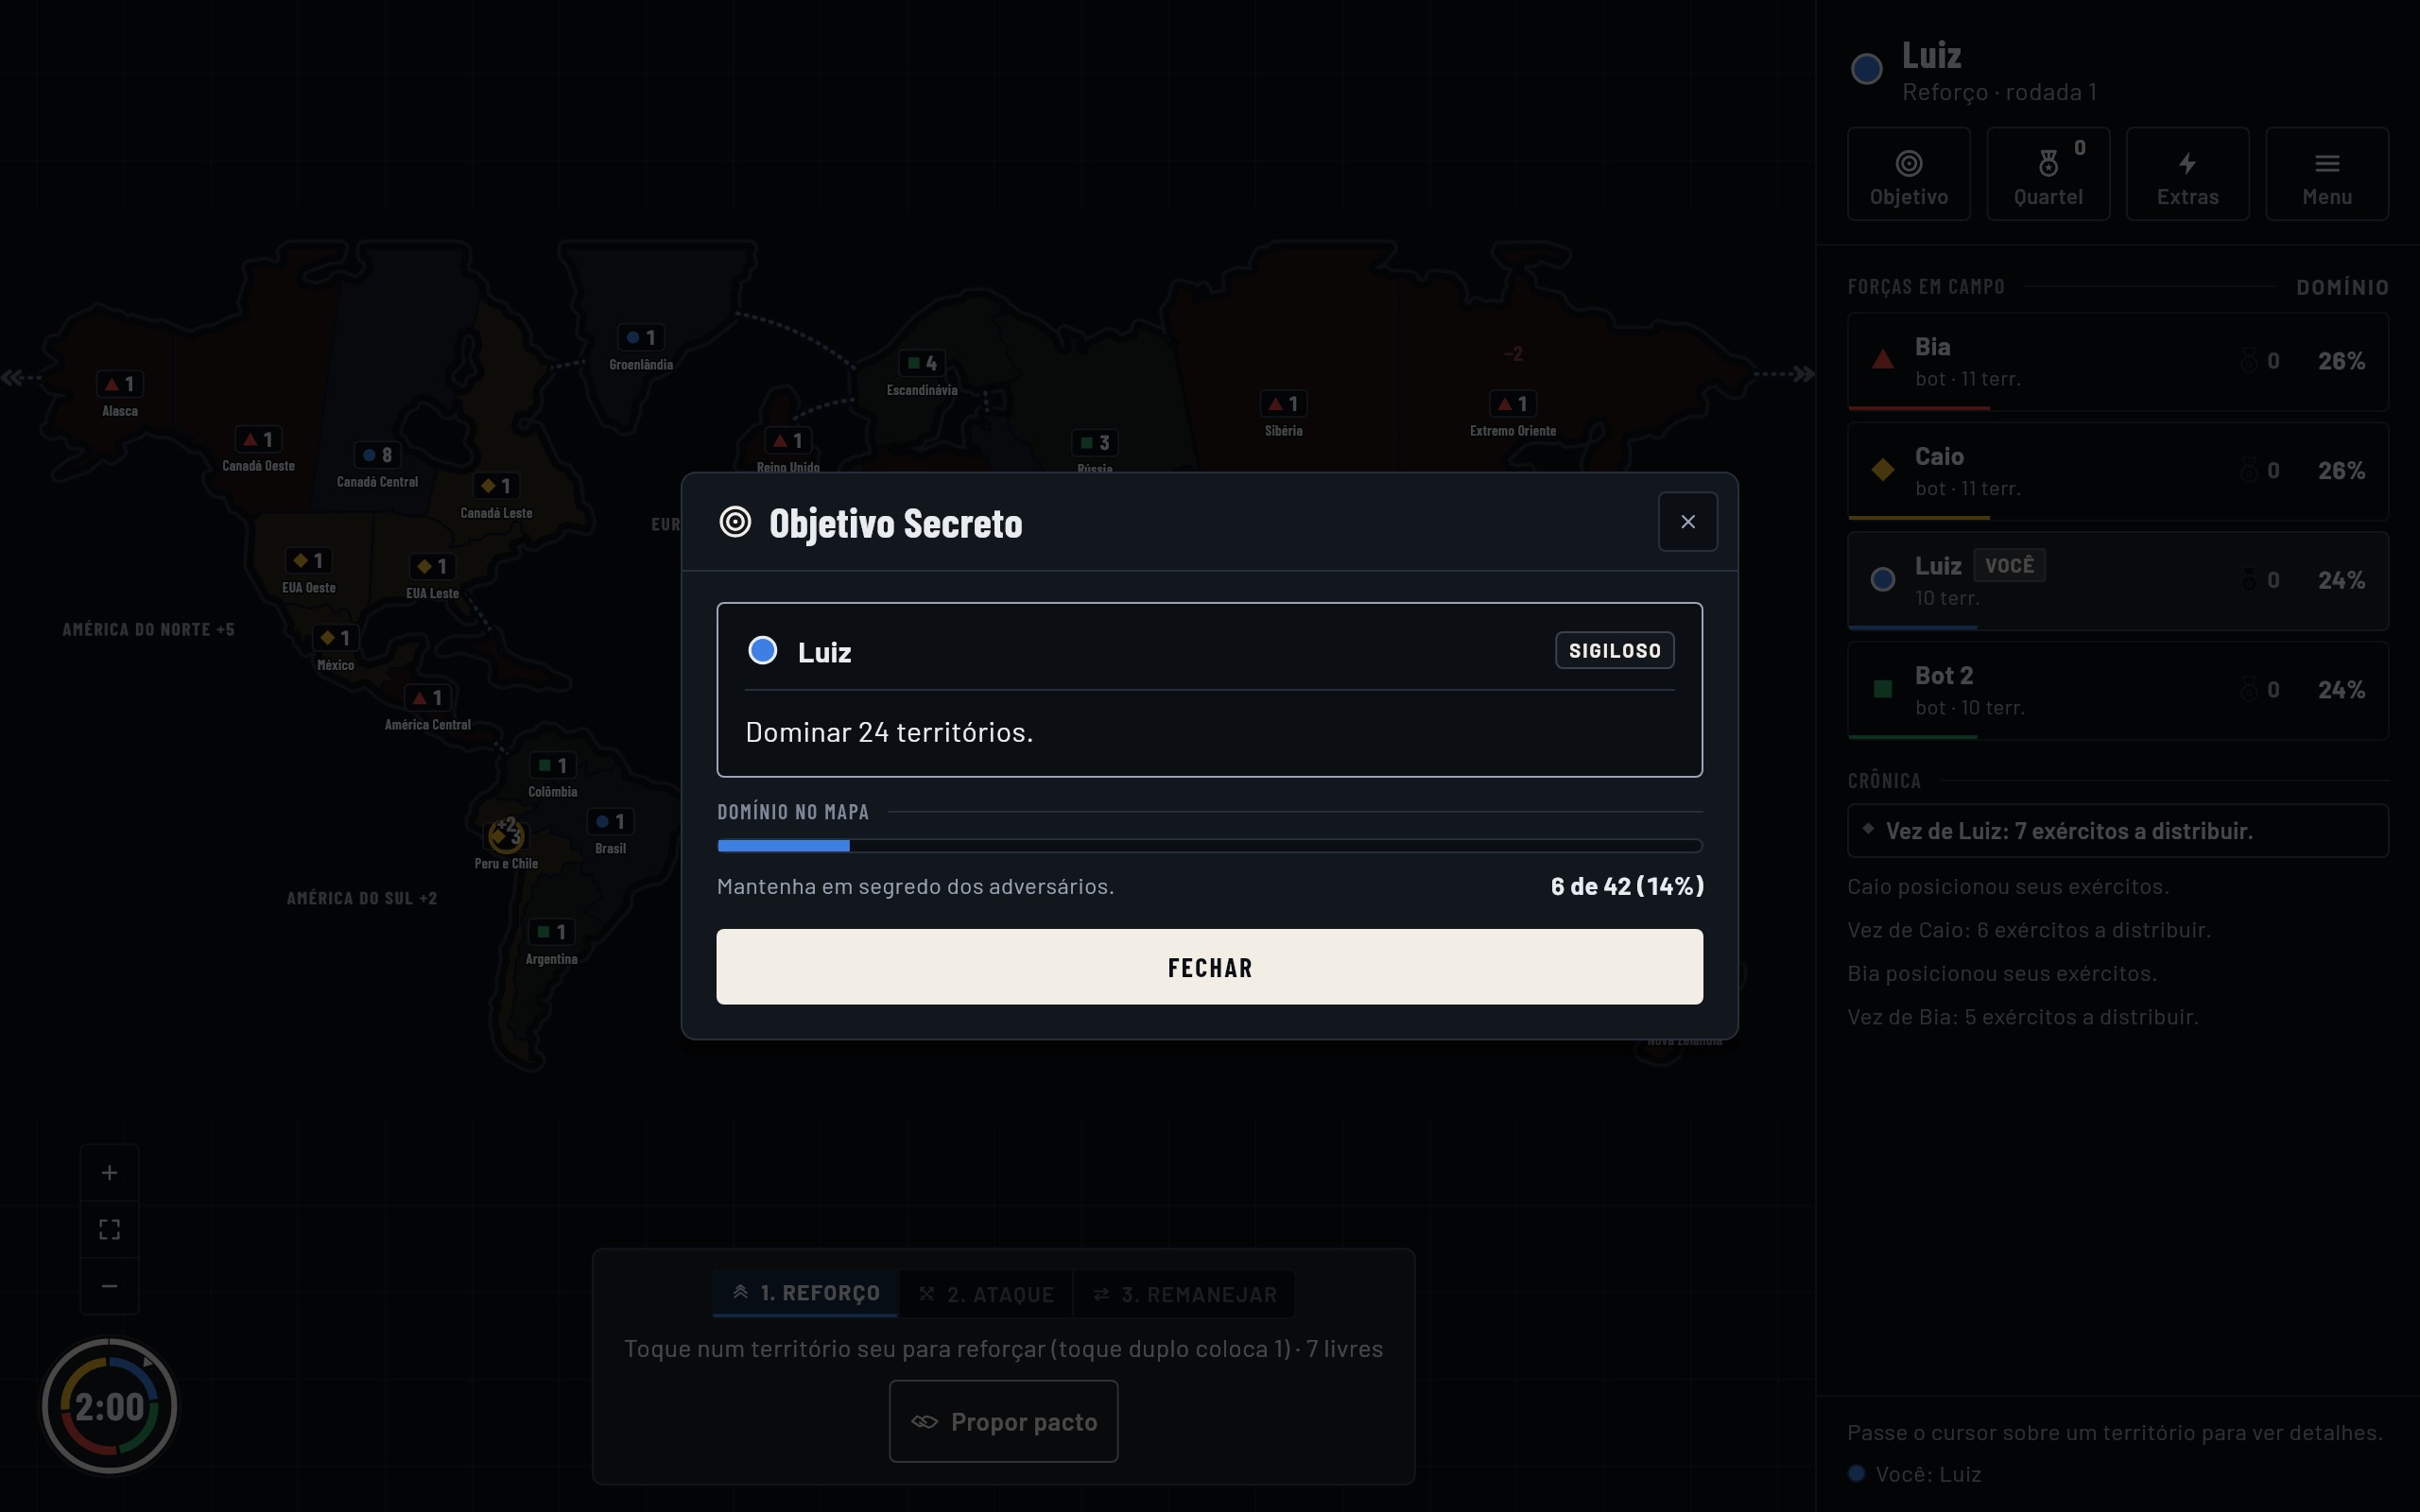 Luiz
Reforço · rodada 1
Objetivo
0
Quartel
Extras
Menu
FORÇAS EM CAMPO
DOMÍNIO
Bia
bot · 11 terr.
0
26%
Caio
bot · 11 terr.
0
26%
Luiz VOCÊ
10 terr.
0
24%
Bot 2
bot · 10 terr.
0
24%
CRÔNICA
Vez de Luiz: 7 exércitos a distribuir.
Caio posicionou seus exércitos.
Vez de Caio: 6 exércitos a distribuir.
Bia posicionou seus exércitos.
Vez de Bia: 5 exércitos a distribuir.
Passe o cursor sobre um território para ver detalhes.
Você: Luiz
1
Groenlândia
4
Escandinávia
−2
1
Alasca
1
Canadá Oeste
8
Canadá Central
1
Canadá Leste
1
Reino Unido
3
Rússia
1
Sibéria
1
Extremo Oriente
EUR
1
EUA Oeste
1
EUA Leste
AMÉRICA DO NORTE +5
1
México
1
América Central
1
Colômbia
+2
3
Peru e Chile
1
Brasil
AMÉRICA DO SUL +2
1
Argentina
Nova Zelândia
Objetivo Secreto
Luiz
SIGILOSO
Dominar 24 territórios.
DOMÍNIO NO MAPA
Mantenha em segredo dos adversários.
6 de 42 (14%)
FECHAR
2:00
1. REFORÇO
2. ATAQUE
3. REMANEJAR
Toque num território seu para reforçar (toque duplo coloca 1) · 7 livres
Propor pacto